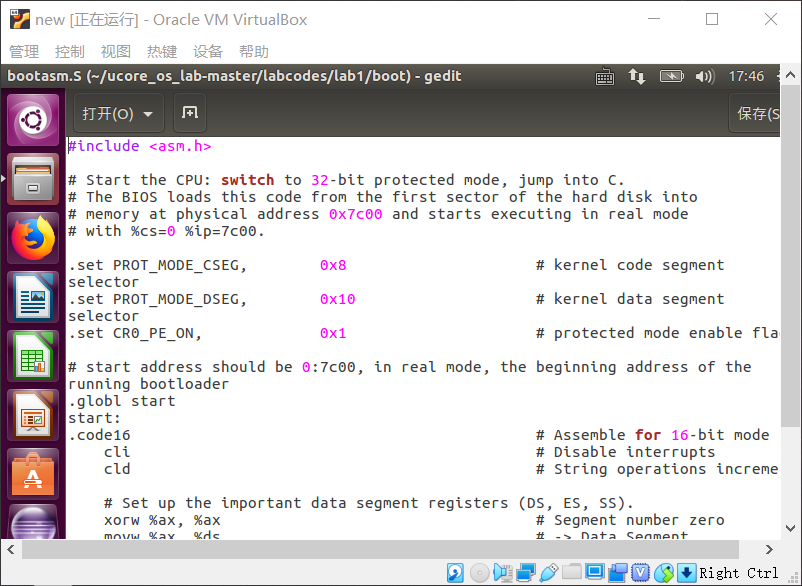 new [正在运行] - Oracle VM VirtualBox
管理 控制 视图 热键 设备 帮助
bootasm.S (~/ucore_os_lab-master/labcodes/lab1/boot) - gedit 17:46
打开(O) 保存(S
#include <asm.h>
# Start the CPU: switch to 32-bit protected mode, jump into C.
# The BIOS loads this code from the first sector of the hard disk into
# memory at physical address 0x7c00 and starts executing in real mode
# with %cs=0 %ip=7c00.
.set PROT_MODE_CSEG, 0x8 # kernel code segment
selector
.set PROT_MODE_DSEG, 0x10 # kernel data segment
selector
.set CR0_PE_ON, 0x1 # protected mode enable flag
# start address should be 0:7c00, in real mode, the beginning address of the
running bootloader
.globl start
start:
.code16 # Assemble for 16-bit mode
cli # Disable interrupts
cld # String operations increme
# Set up the important data segment registers (DS, ES, SS).
xorw %ax, %ax # Segment number zero
movw %ax, %ds # -> Data Segment
Right Ctrl